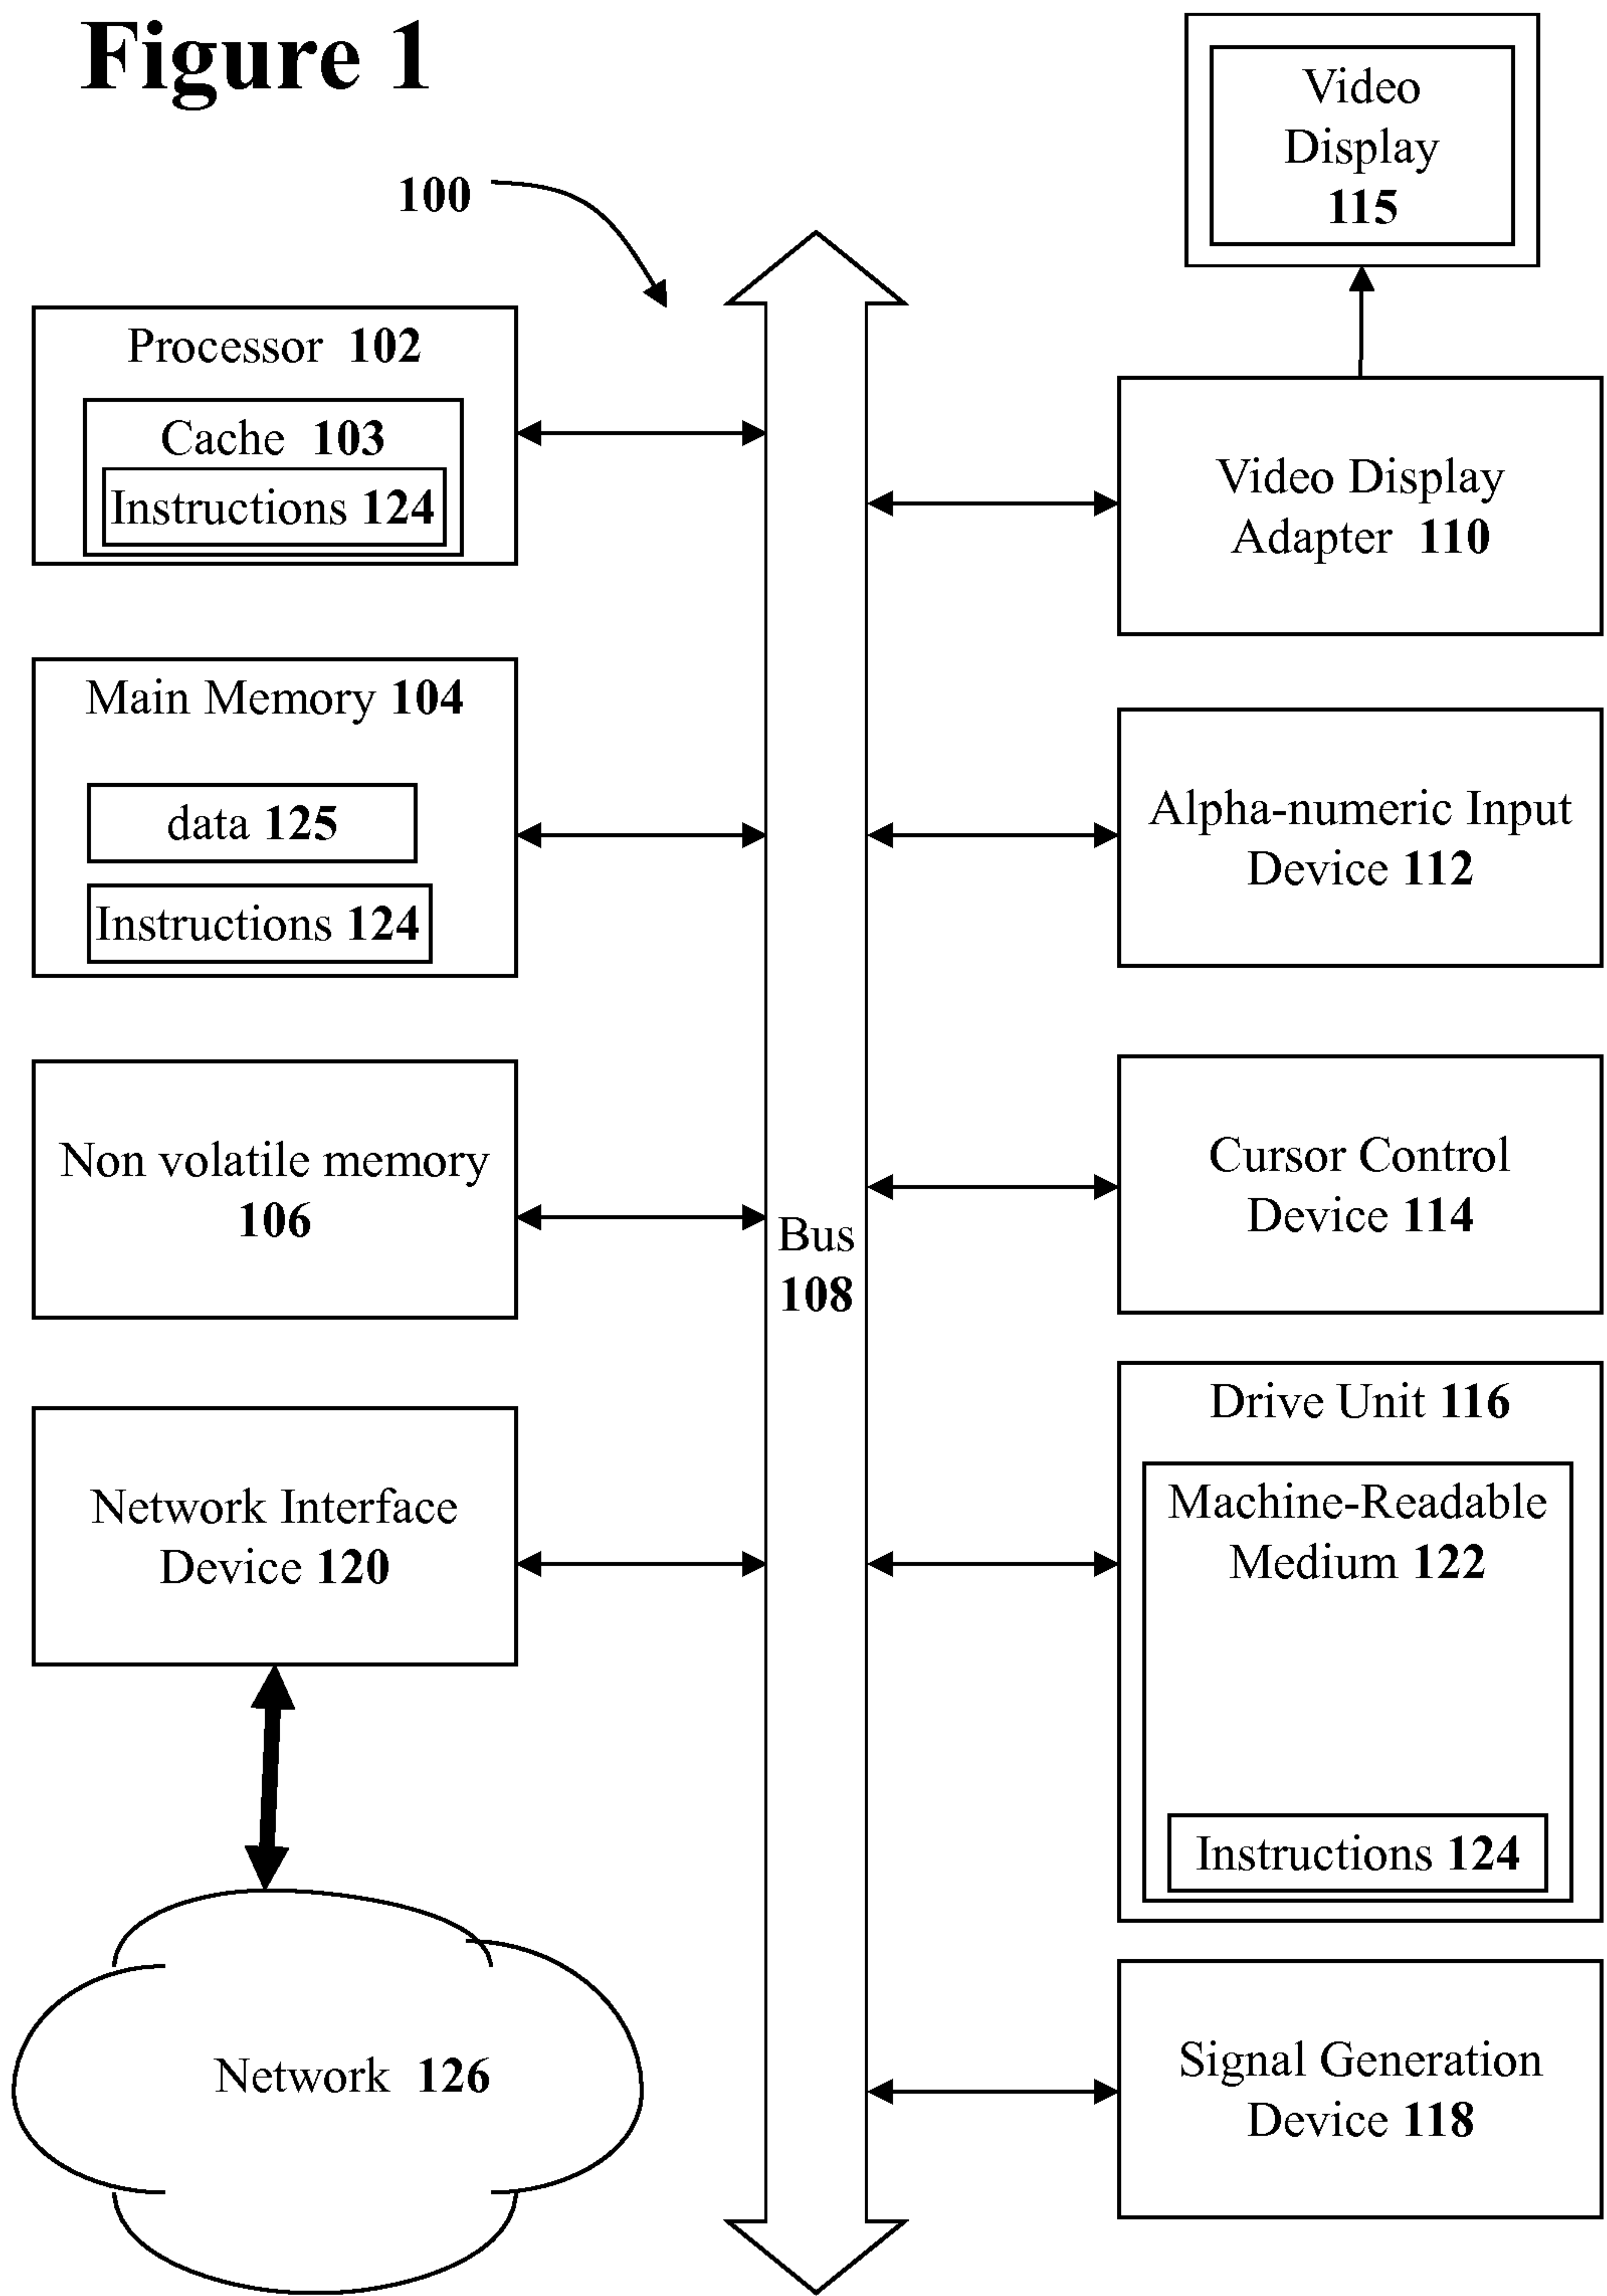 Figure 1
100
Video
Display
115
Processor 102
Cache 103
Instructions 124
Video Display
Adapter 110
Main Memory 104
data 125
Instructions 124
Alpha-numeric Input
Device 112
Non volatile memory
106
Cursor Control
Device 114
Bus
108
Network Interface
Device 120
Drive Unit 116
Machine-Readable
Medium 122
Instructions 124
Network 126
Signal Generation
Device 118